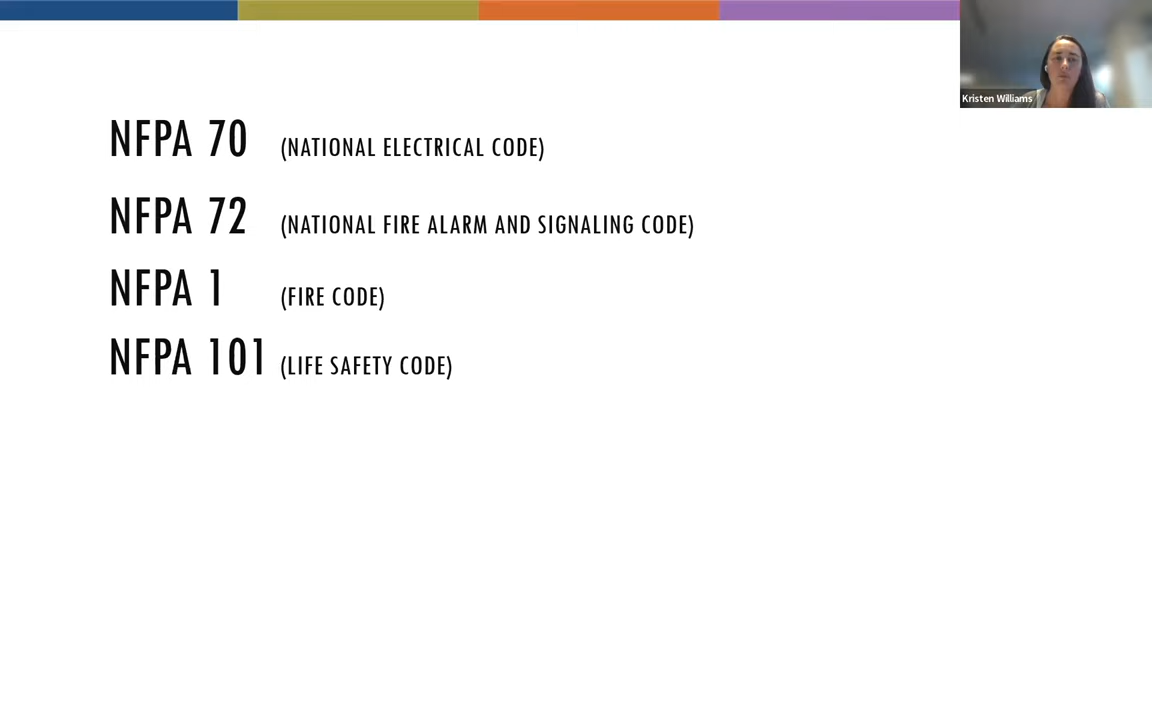 Kristen Williams
NFPA 70 (NATIONAL ELECTRICAL CODE)
NFPA 72 (NATIONAL FIRE ALARM AND SIGNALING CODE)
NFPA 1 (FIRE CODE)
NFPA 101 (LIFE SAFETY CODE)